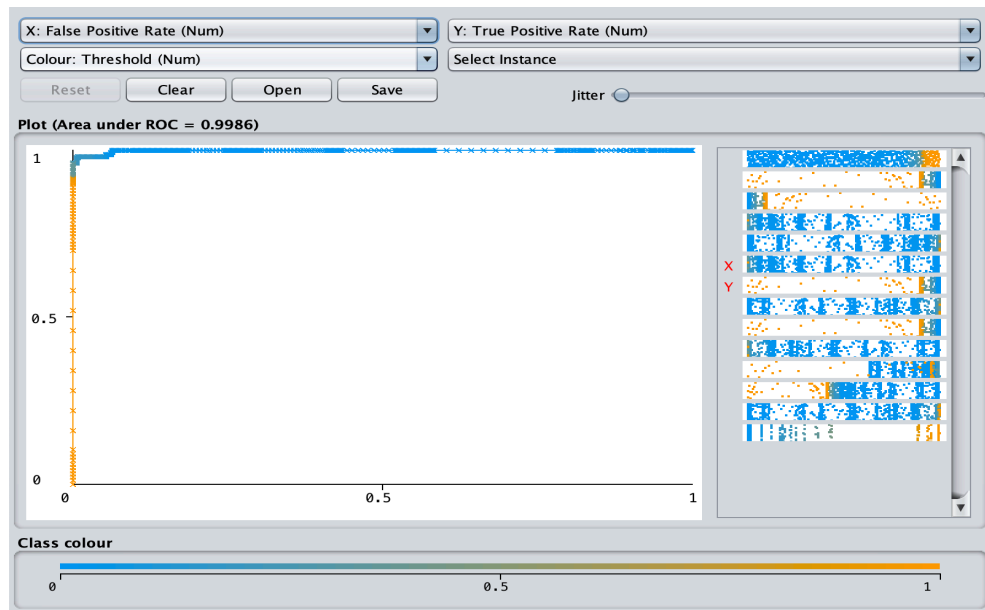 X: False Positive Rate (Num) Y: True Positive Rate (Num)
Colour: Threshold (Num) Select Instance
Reset Clear Open Save Jitter
Plot (Area under ROC = 0.9986)
1
X
Y
0.5
0
0 0.5 1
Class colour
0 0.5 1